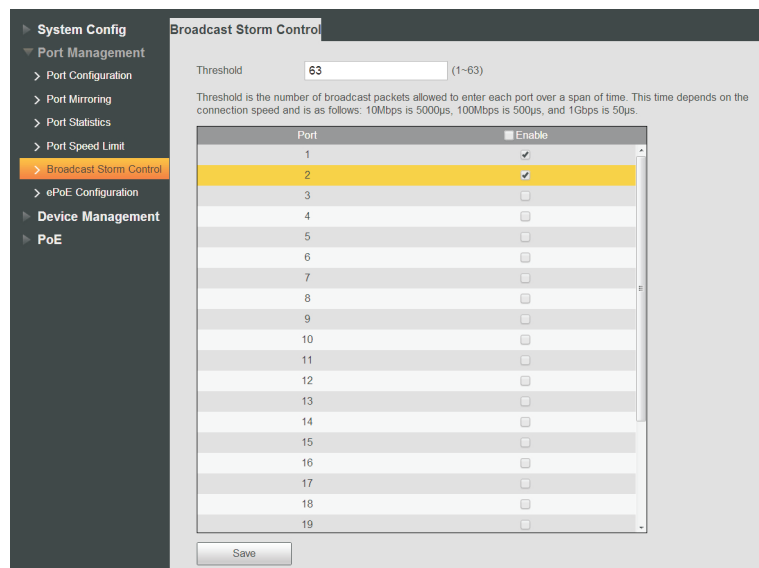 System Config
Port Management
Port Configuration
Port Mirroring
Port Statistics
Port Speed Limit
Broadcast Storm Control
ePoE Configuration
Device Management
PoE
Broadcast Storm Control
Threshold 63 (1~63)
Threshold is the number of broadcast packets allowed to enter each port over a span of time. This time depends on the
connection speed and is as follows: 10Mbps is 5000μs, 100Mbps is 500μs, and 1Gbps is 50μs.
Port Enable
1
2
3
4
5
6
7
8
9
10
11
12
13
14
15
16
17
18
19
Save